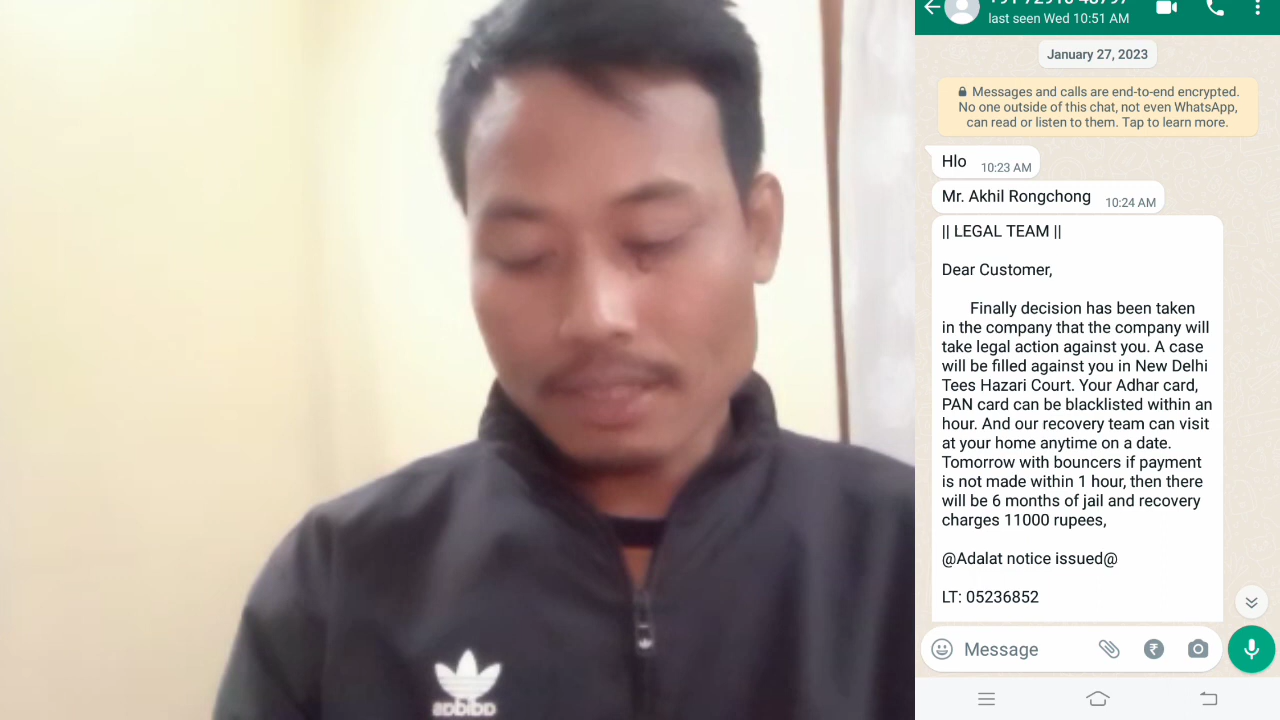 last seen Wed 10:51 AM
January 27, 2023
Messages and calls are end-to-end encrypted.
No one outside of this chat, not even WhatsApp,
can read or listen to them. Tap to learn more.
Hlo 10:23 AM
Mr. Akhil Rongchong 10:24 AM
|| LEGAL TEAM ||
Dear Customer,
Finally decision has been taken
in the company that the company will
take legal action against you. A case
will be filled against you in New Delhi
Tees Hazari Court. Your Adhar card,
PAN card can be blacklisted within an
hour. And our recovery team can visit
at your home anytime on a date.
Tomorrow with bouncers if payment
is not made within 1 hour, then there
will be 6 months of jail and recovery
charges 11000 rupees,
@Adalat notice issued@
LT: 05236852
Message
adidas